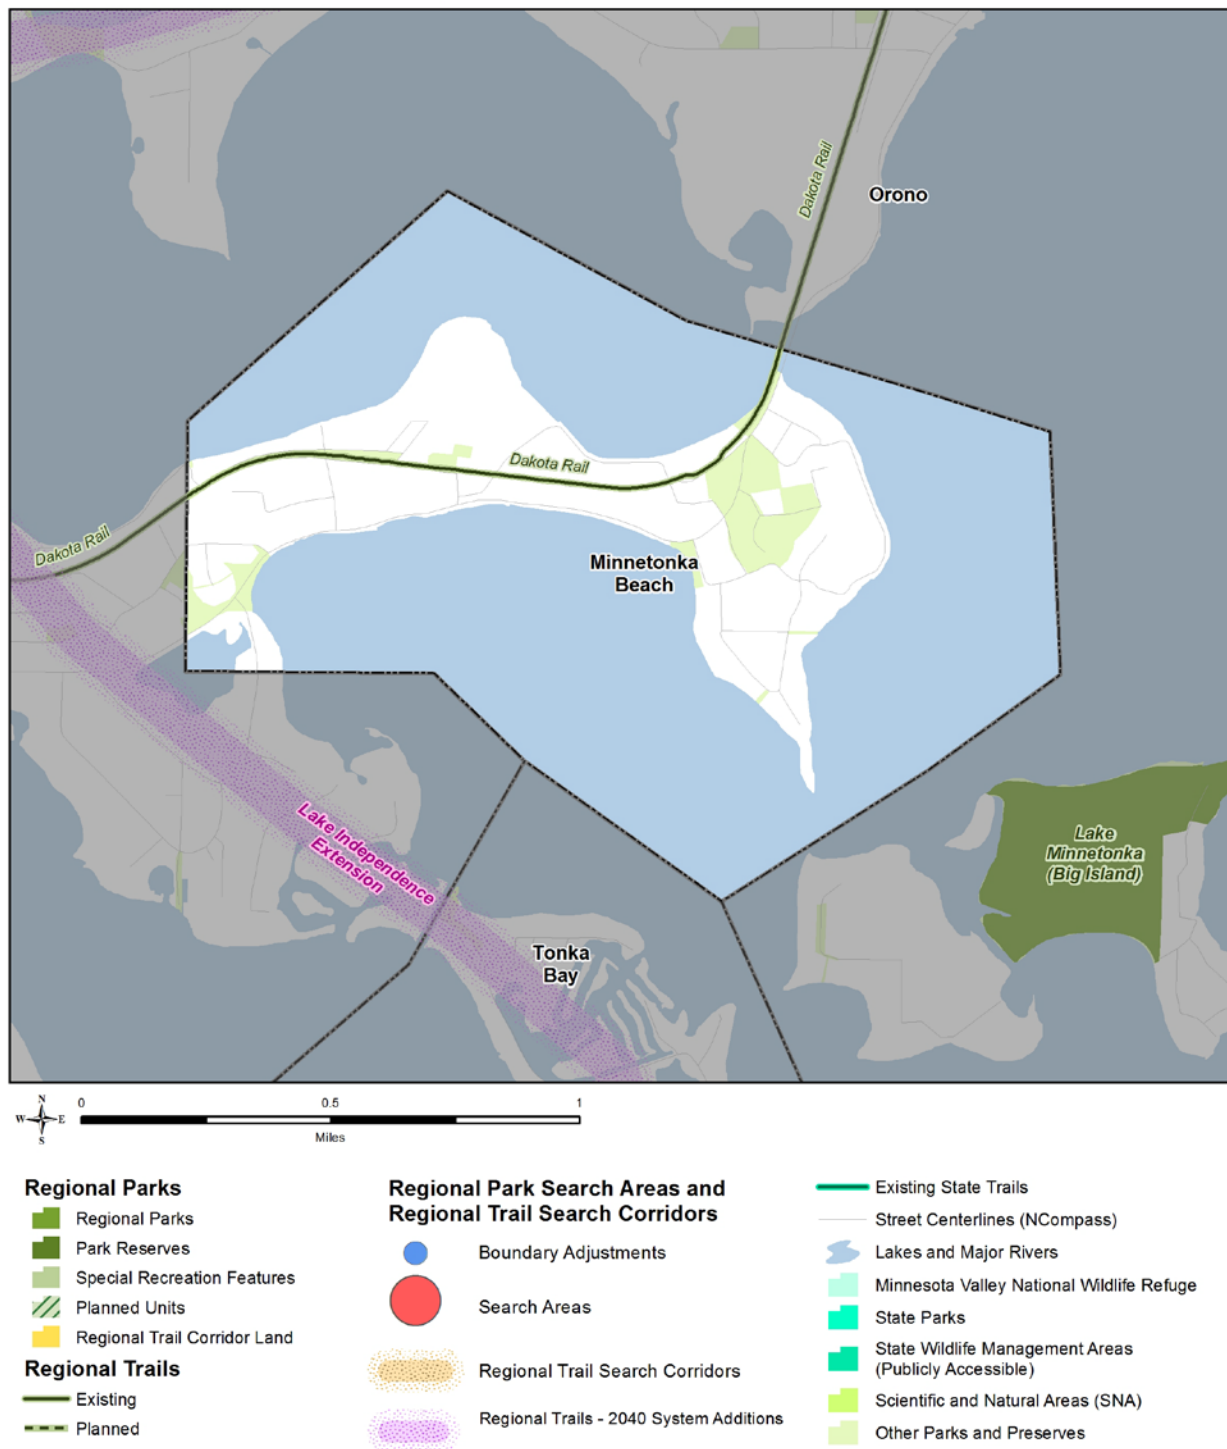 Dakota Rail
Orono
Dakota Rail
Dakota Rail
Minnetonka
Beach
Lake Independence
Extension
Lake
Minnetonka
(Big Island)
Tonka
Bay
N
W E
S
0 0.5 1
Miles
Regional Parks
Regional Parks
Park Reserves
Special Recreation Features
Planned Units
Regional Trail Corridor Land
Regional Trails
Existing
Planned
Regional Park Search Areas and
Regional Trail Search Corridors
Boundary Adjustments
Search Areas
Regional Trail Search Corridors
Regional Trails - 2040 System Additions
Existing State Trails
Street Centerlines (NCompass)
Lakes and Major Rivers
Minnesota Valley National Wildlife Refuge
State Parks
State Wildlife Management Areas
(Publicly Accessible)
Scientific and Natural Areas (SNA)
Other Parks and Preserves